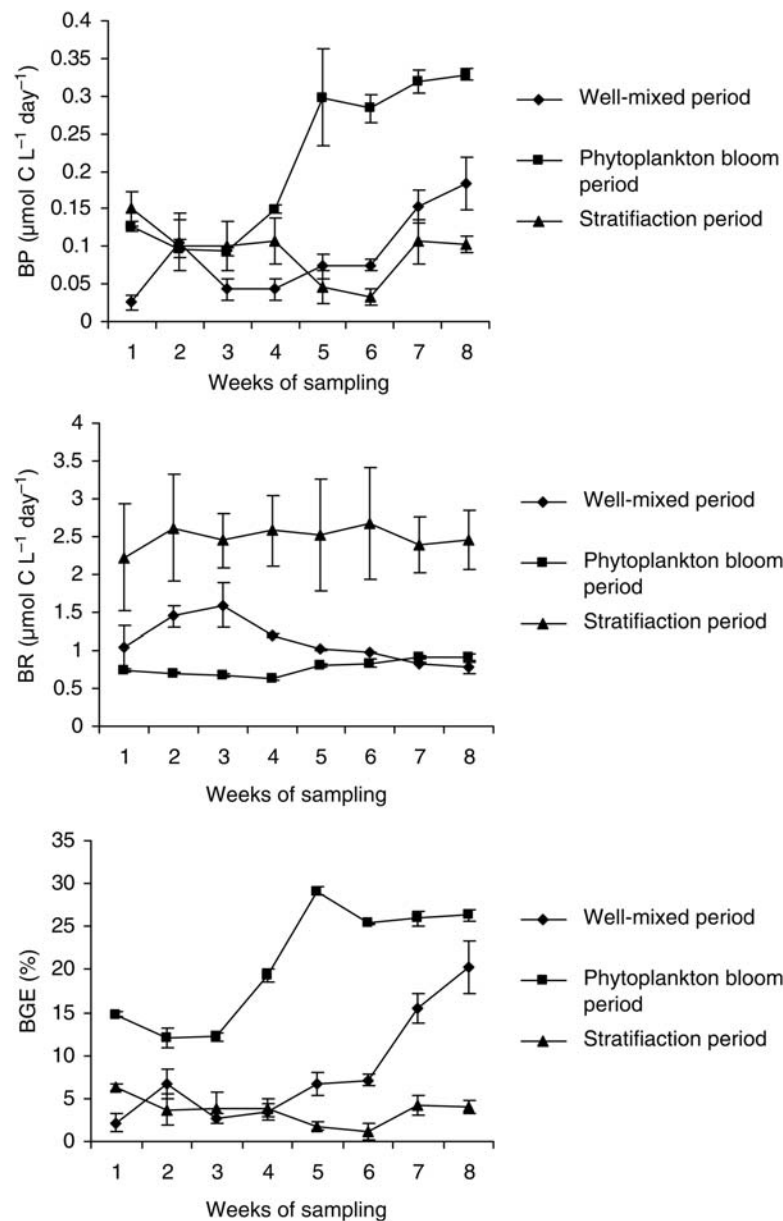 0.4
0.35
0.3
0.25
0.2
0.15
0.1
0.05
0
BP (µmol C L⁻¹ day⁻¹)
1 2 3 4 5 6 7 8
Weeks of sampling
Well-mixed period
Phytoplankton bloom
period
Stratifiaction period
4
3.5
3
2.5
2
1.5
1
0.5
0
BR (µmol C L⁻¹ day⁻¹)
1 2 3 4 5 6 7 8
Weeks of sampling
Well-mixed period
Phytoplankton bloom
period
Stratifiaction period
35
30
25
20
15
10
5
0
BGE (%)
1 2 3 4 5 6 7 8
Weeks of sampling
Well-mixed period
Phytoplankton bloom
period
Stratifiaction period